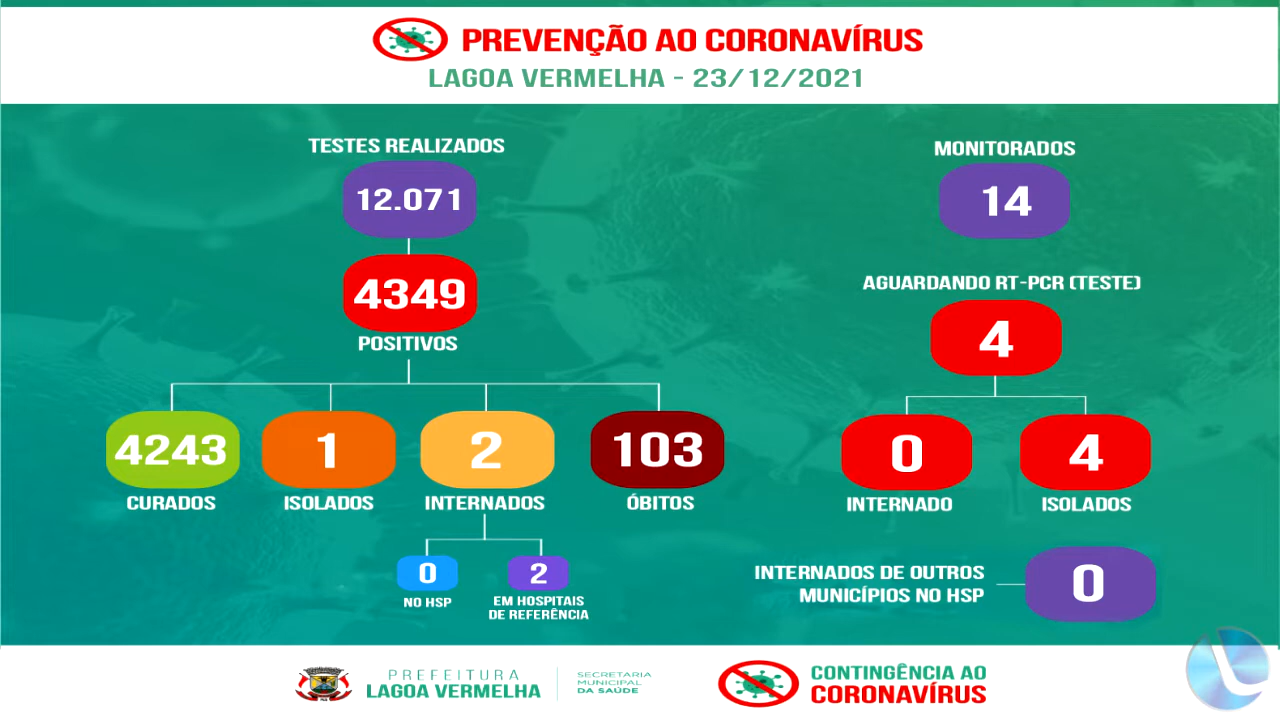 PREVENÇÃO AO CORONAVÍRUS
LAGOA VERMELHA - 23/12/2021
TESTES REALIZADOS
12.071
4349
POSITIVOS
4243
1
2
103
CURADOS
ISOLADOS
INTERNADOS
ÓBITOS
0
2
NO HSP
EM HOSPITAIS
DE REFERÊNCIA
MONITORADOS
14
AGUARDANDO RT-PCR (TESTE)
4
0
4
INTERNADO
ISOLADOS
INTERNADOS DE OUTROS
MUNICÍPIOS NO HSP
0
PREFEITURA
LAGOA VERMELHA
SECRETARIA
MUNICIPAL
DA SAÚDE
CONTINGÊNCIA AO
CORONAVÍRUS